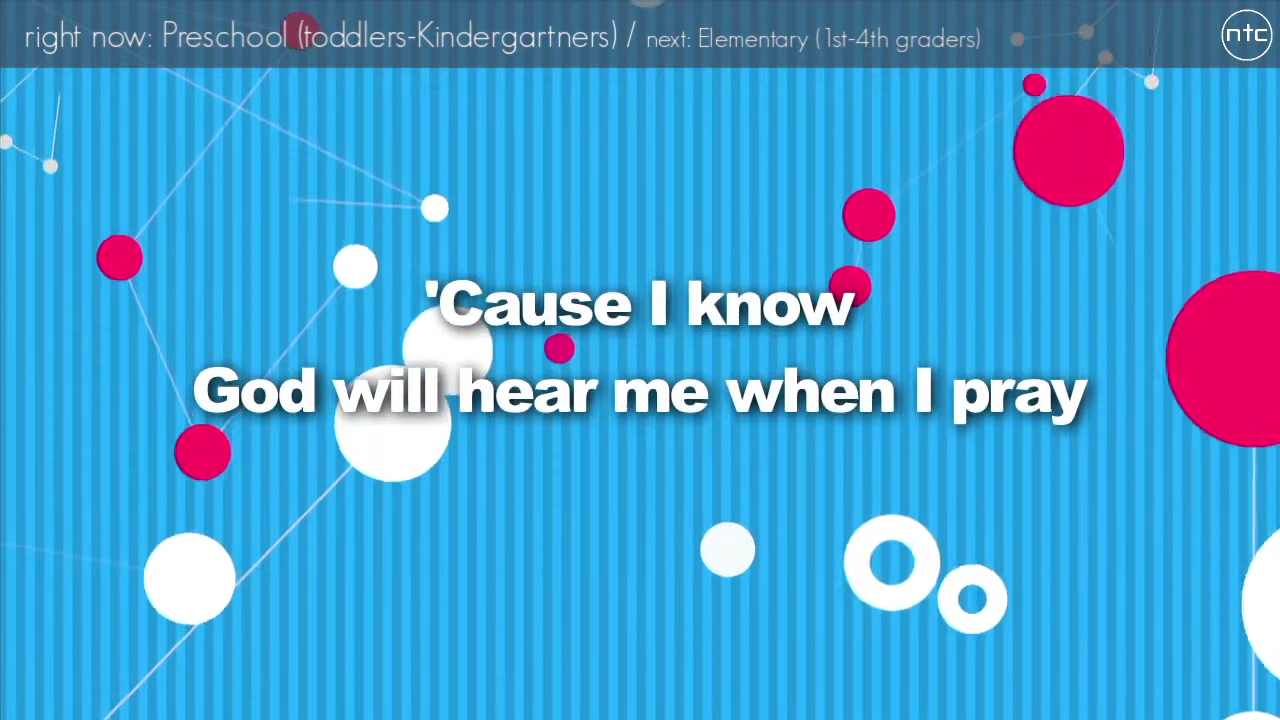 right now: Preschool (toddlers-Kindergartners) / next: Elementary (1st-4th graders)
ntc
'Cause I know
God will hear me when I pray